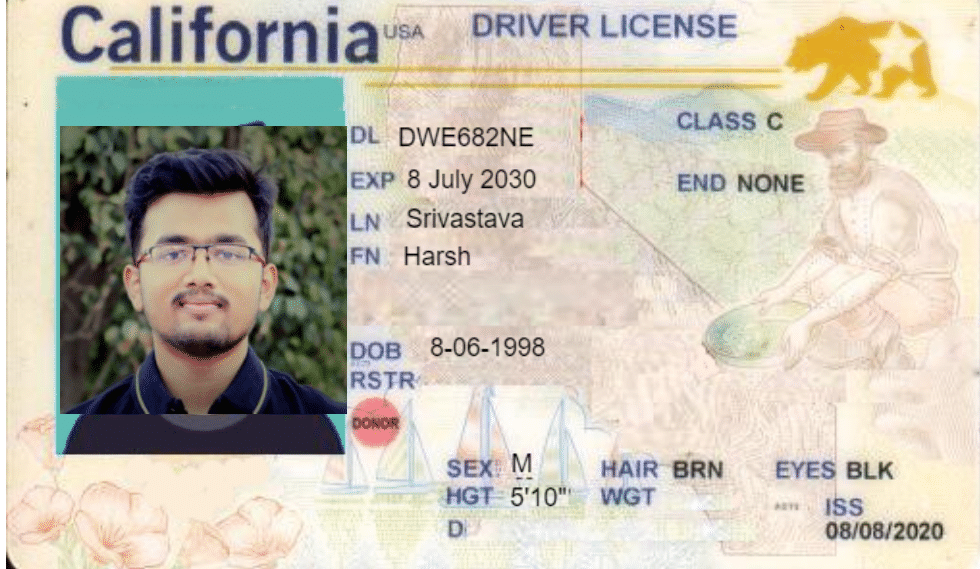 California USA DRIVER LICENSE
DL DWE682NE CLASS C
EXP 8 July 2030 END NONE
LN Srivastava
FN Harsh
DOB 8-06-1998
RSTR
DONOR
SEX M HAIR BRN EYES BLK
HGT 5'10" WGT ISS
08/08/2020